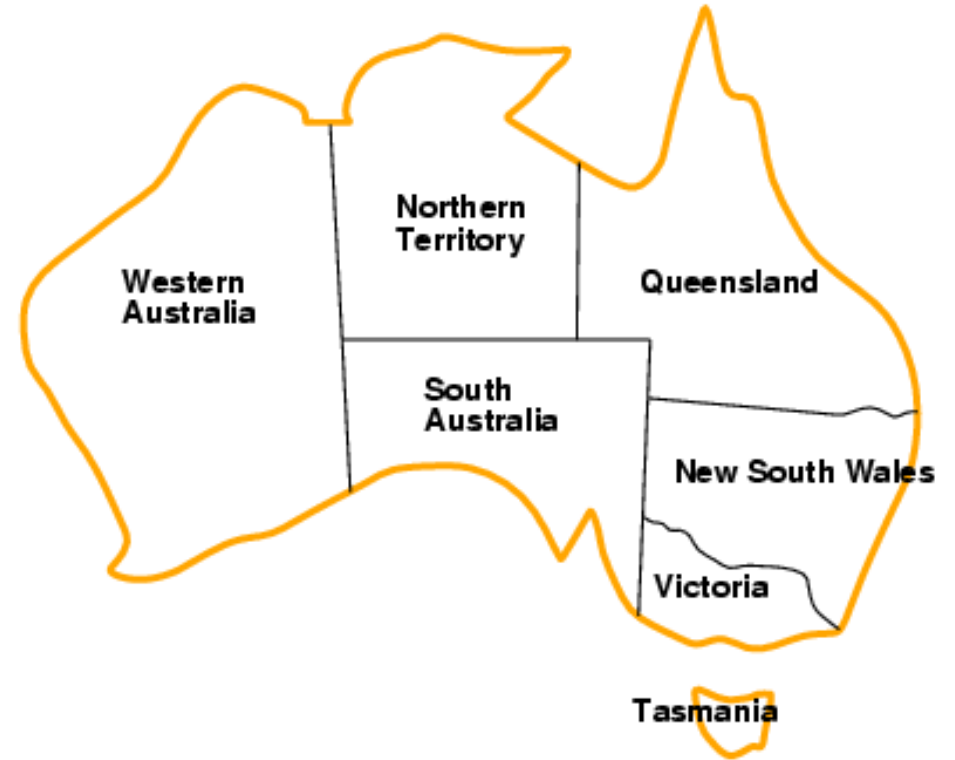 Northern
Territory
Western
Australia
Queensland
South
Australia
New South Wales
Victoria
Tasmania